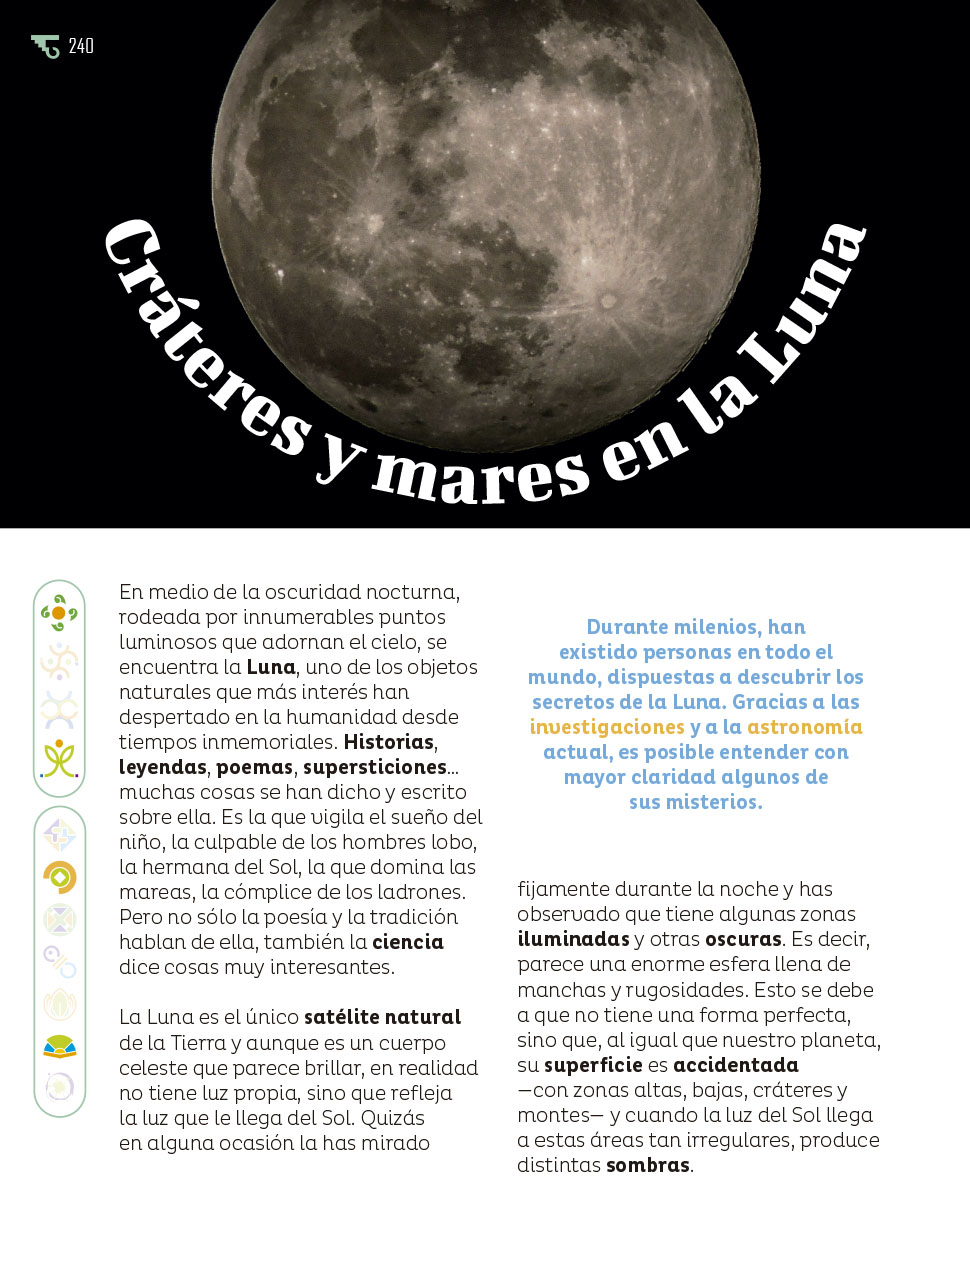 240
Cráteres y mares en la Luna
En medio de la oscuridad nocturna,
rodeada por innumerables puntos
luminosos que adornan el cielo, se
encuentra la Luna, uno de los objetos
naturales que más interés han
despertado en la humanidad desde
tiempos inmemoriales. Historias,
leyendas, poemas, supersticiones...
muchas cosas se han dicho y escrito
sobre ella. Es la que vigila el sueño del
niño, la culpable de los hombres lobo,
la hermana del Sol, la que domina las
mareas, la cómplice de los ladrones.
Pero no sólo la poesía y la tradición
hablan de ella, también la ciencia
dice cosas muy interesantes.
La Luna es el único satélite natural
de la Tierra y aunque es un cuerpo
celeste que parece brillar, en realidad
no tiene luz propia, sino que refleja
la luz que le llega del Sol. Quizás
en alguna ocasión la has mirado
Durante milenios, han
existido personas en todo el
mundo, dispuestas a descubrir los
secretos de la Luna. Gracias a las
investigaciones y a la astronomía
actual, es posible entender con
mayor claridad algunos de
sus misterios.
fijamente durante la noche y has
observado que tiene algunas zonas
iluminadas y otras oscuras. Es decir,
parece una enorme esfera llena de
manchas y rugosidades. Esto se debe
a que no tiene una forma perfecta,
sino que, al igual que nuestro planeta,
su superficie es accidentada
—con zonas altas, bajas, cráteres y
montes— y cuando la luz del Sol llega
a estas áreas tan irregulares, produce
distintas sombras.